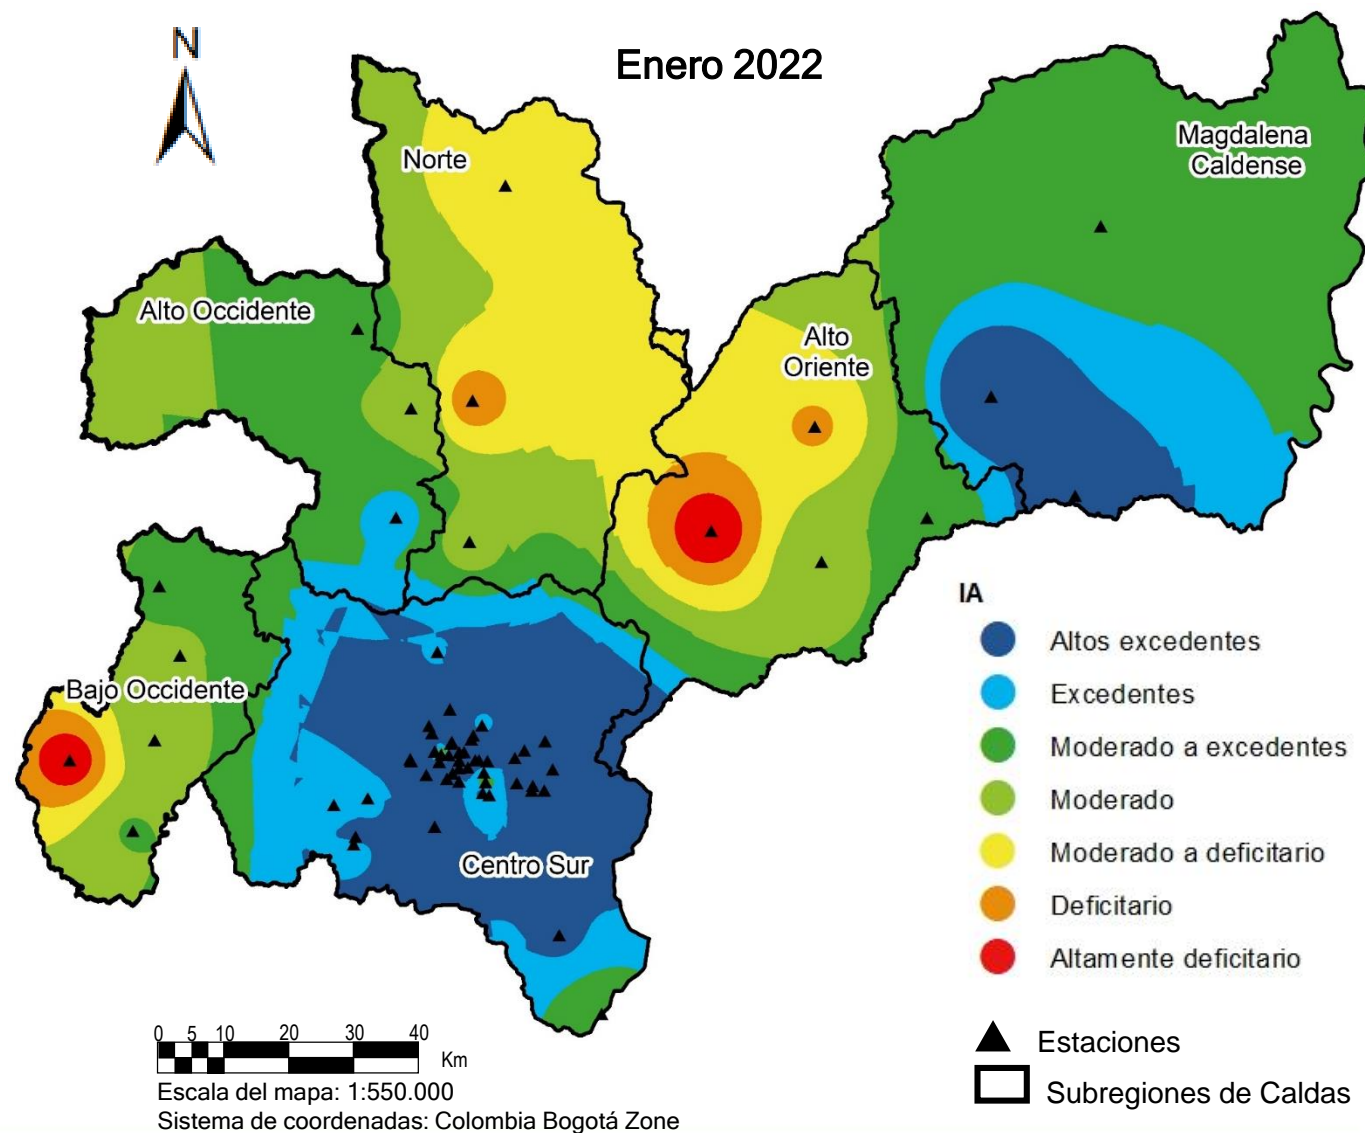 N
Enero 2022
Magdalena
Caldense
Norte
Alto Occidente
Alto
Oriente
Bajo Occidente
Centro Sur
IA
Altos excedentes
Excedentes
Moderado a excedentes
Moderado
Moderado a deficitario
Deficitario
Altamente deficitario
Estaciones
Subregiones de Caldas
0 5 10 20 30 40
Km
Escala del mapa: 1:550.000
Sistema de coordenadas: Colombia Bogotá Zone